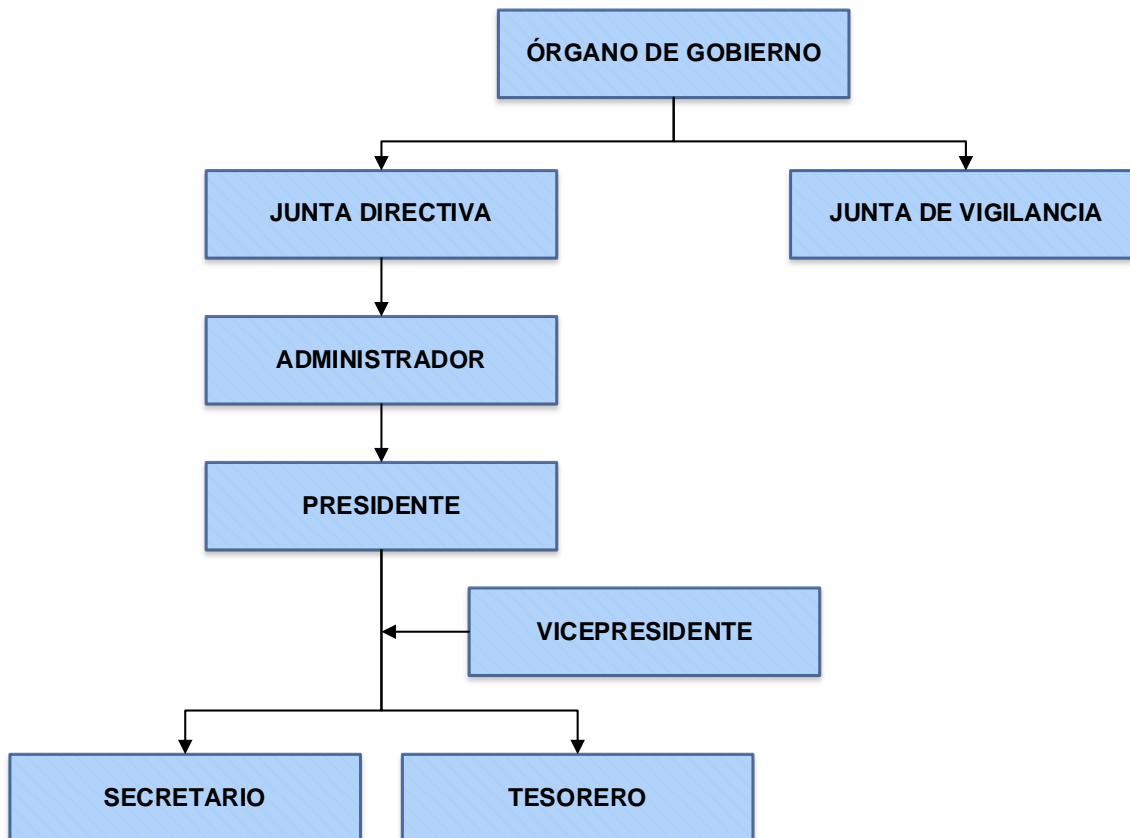 ÓRGANO DE GOBIERNO
JUNTA DIRECTIVA
JUNTA DE VIGILANCIA
ADMINISTRADOR
PRESIDENTE
VICEPRESIDENTE
SECRETARIO
TESORERO